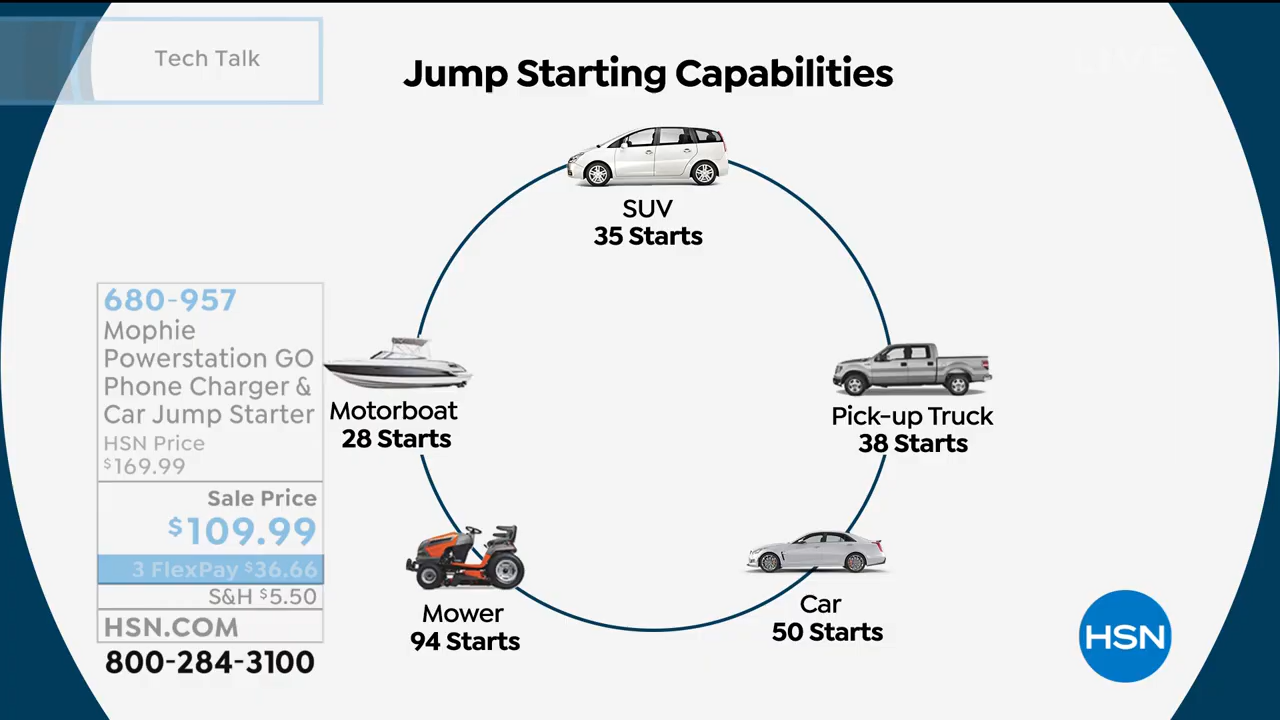 Tech Talk
LIVE
Jump Starting Capabilities
SUV
35 Starts
680-957
Mophie
Powerstation GO
Phone Charger &
Car Jump Starter
HSN Price
$169.99
Sale Price
$109.99
3 FlexPay $36.66
S&H $5.50
HSN.COM
800-284-3100
Motorboat
28 Starts
Pick-up Truck
38 Starts
Mower
94 Starts
Car
50 Starts
HSN